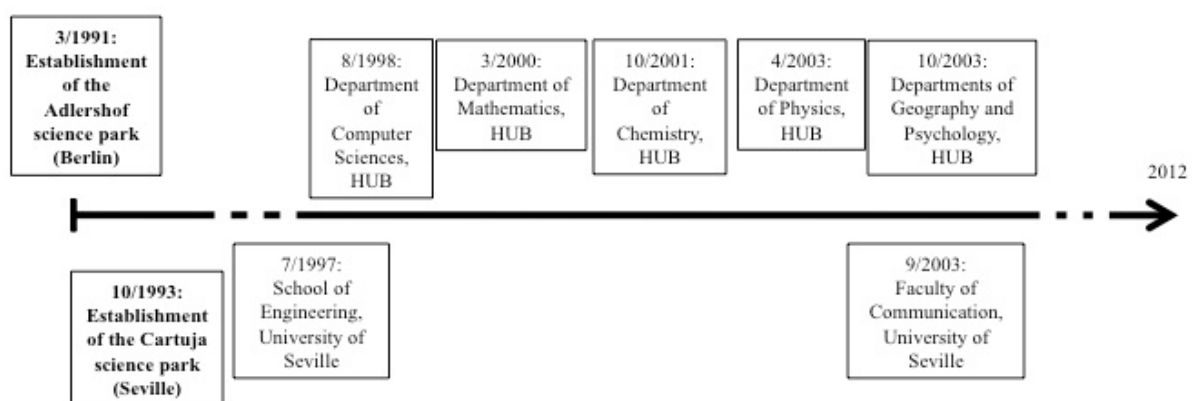 3/1991:
Establishment
of the
Adlershof
science park
(Berlin)
8/1998:
Department
of
Computer
Sciences,
HUB
3/2000:
Department of
Mathematics,
HUB
10/2001:
Department
of
Chemistry,
HUB
4/2003:
Department
of Physics,
HUB
10/2003:
Departments of
Geography and
Psychology,
HUB
2012
10/1993:
Establishment
of the Cartuja
science park
(Seville)
7/1997:
School of
Engineering,
University of
Seville
9/2003:
Faculty of
Communication,
University of
Seville